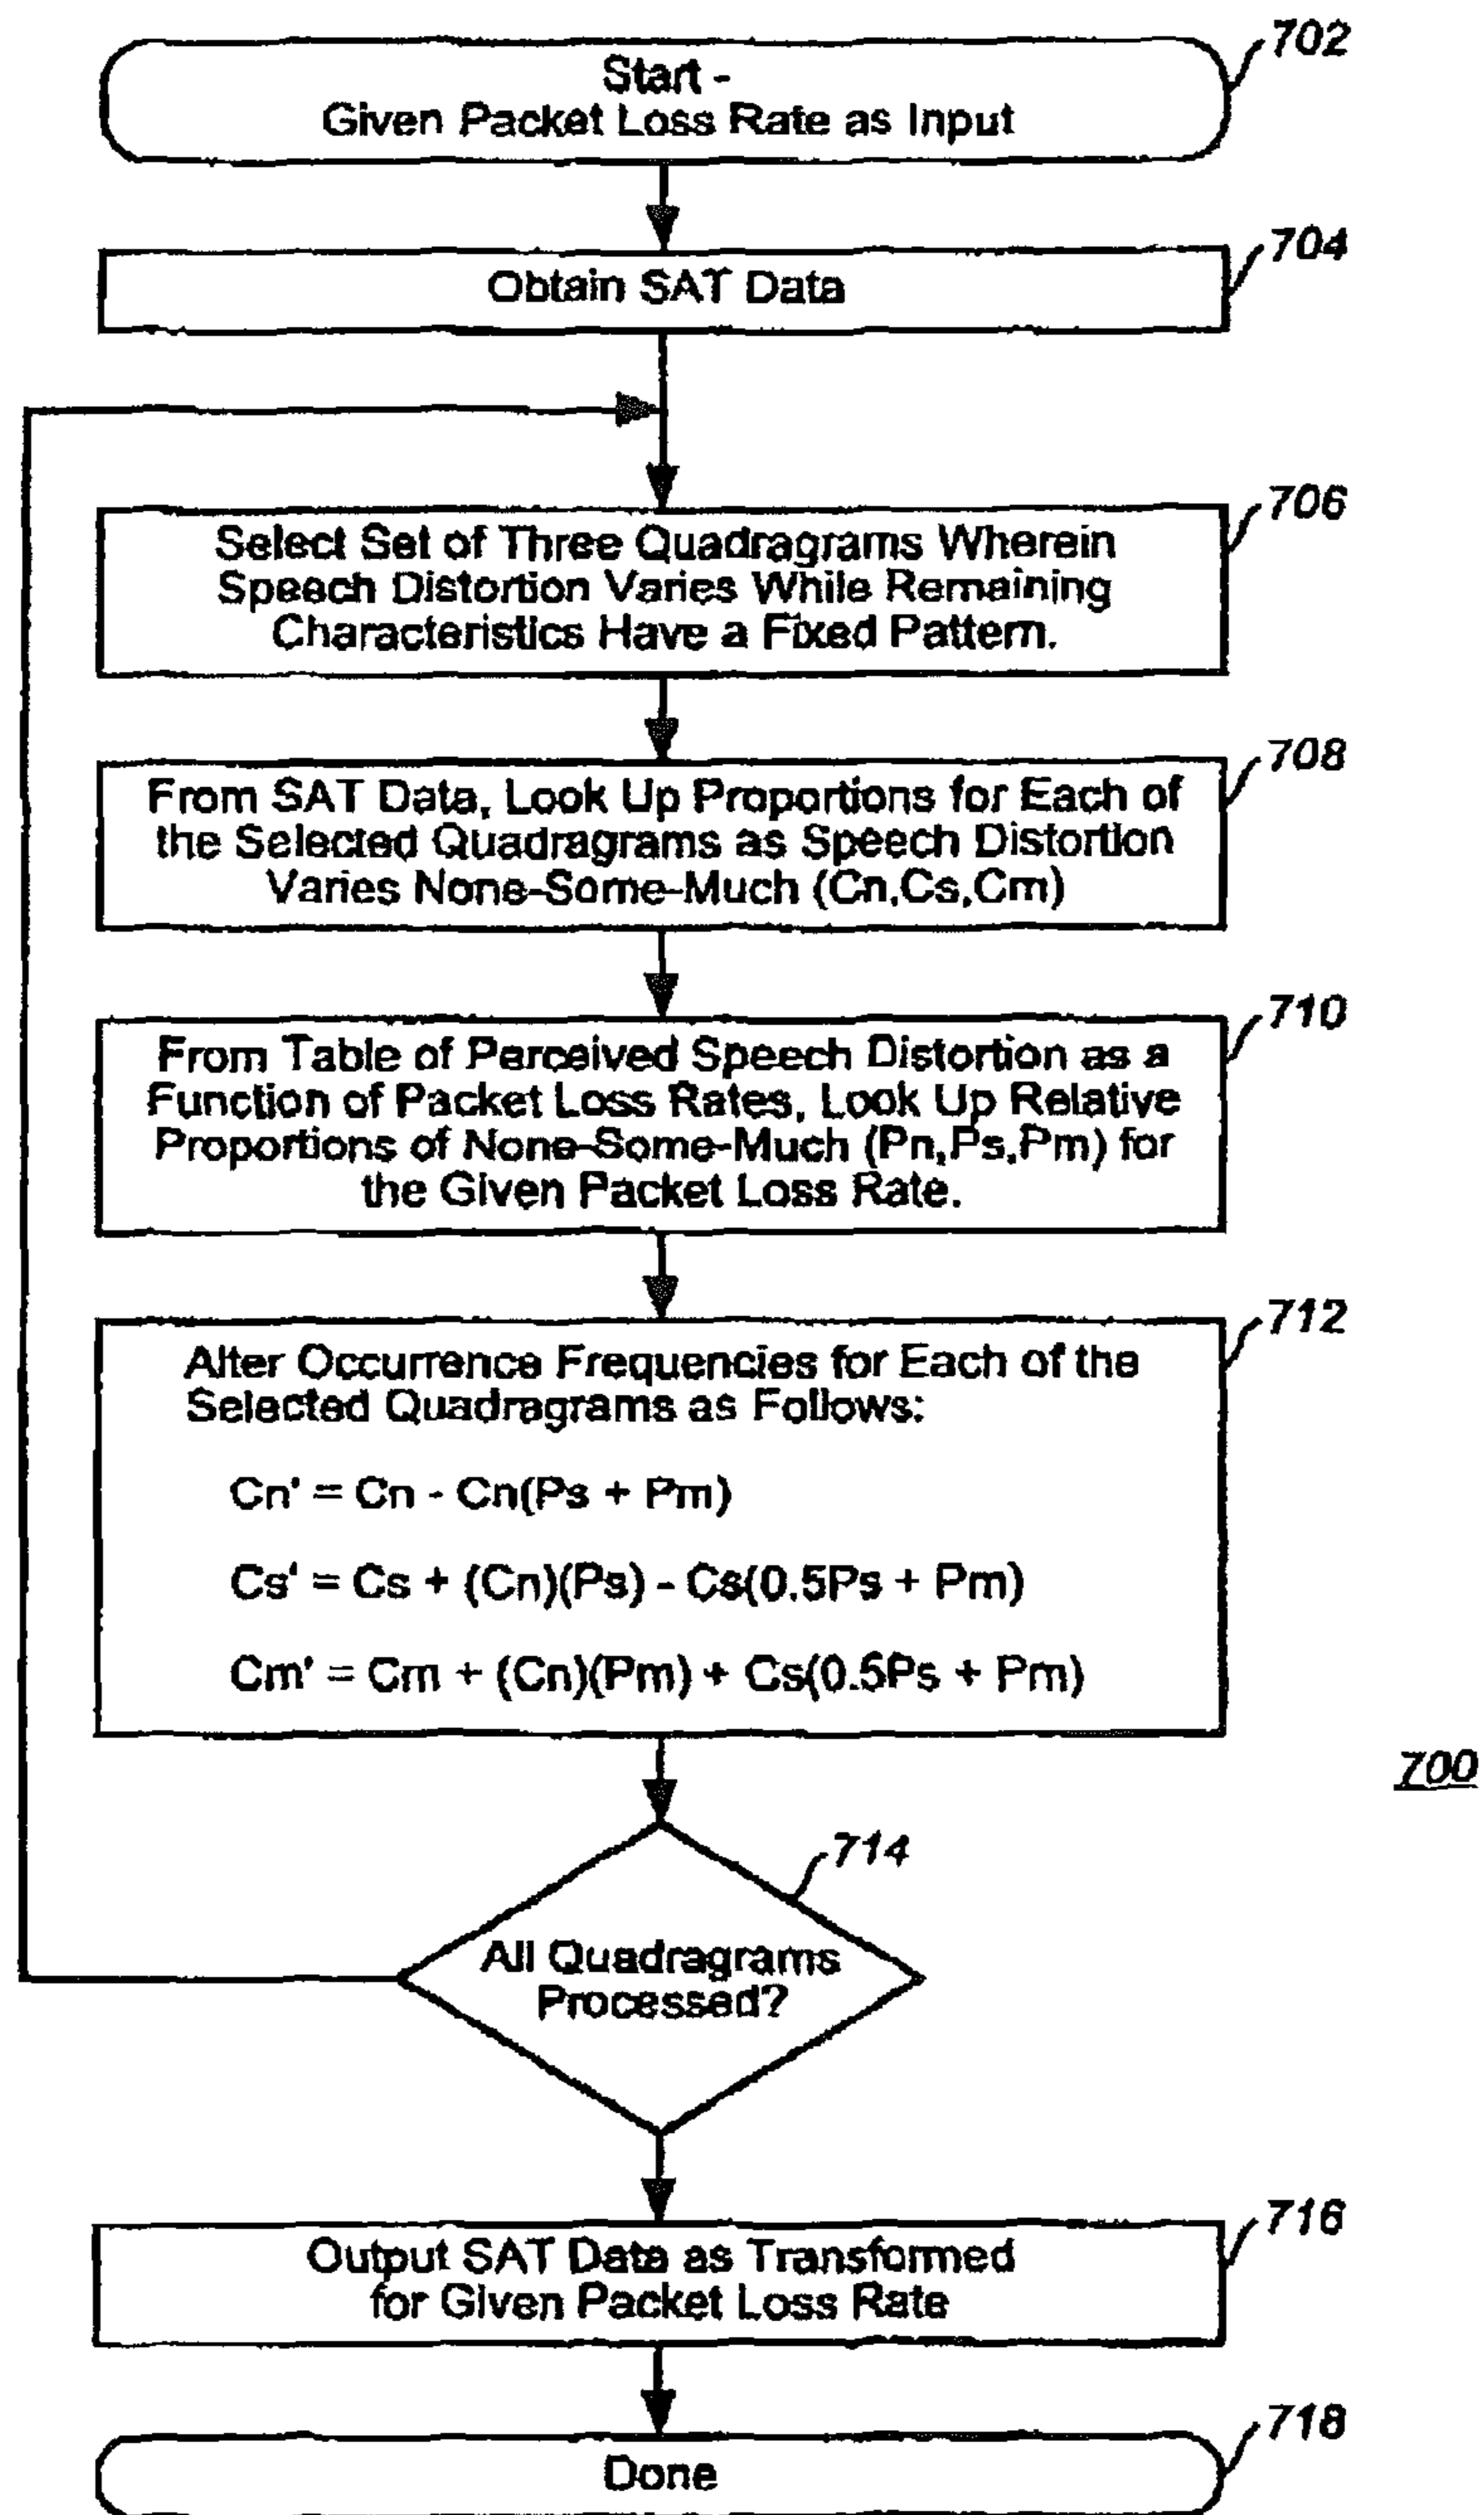 702
Start -
Given Packet Loss Rate as Input
704
Obtain SAT Data
706
Select Set of Three Quadragrams Wherein
Speech Distortion Varies While Remaining
Characteristics Have a Fixed Pattern.
708
From SAT Data, Look Up Proportions for Each of
the Selected Quadragrams as Speech Distortion
Varies None-Some-Much (Cn,Cs,Cm)
710
From Table of Perceived Speech Distortion as a
Function of Packet Loss Rates, Look Up Relative
Proportions of None-Some-Much (Pn,Ps,Pm) for
the Given Packet Loss Rate.
712
Alter Occurrence Frequencies for Each of the
Selected Quadragrams as Follows:
Cn' = Cn - Cn(Ps + Pm)
Cs' = Cs + (Cn)(Ps) - Cs(0.5Ps + Pm)
Cm' = Cm + (Cn)(Pm) + Cs(0.5Ps + Pm)
700
714
All Quadragrams
Processed?
716
Output SAT Data as Transformed
for Given Packet Loss Rate
718
Done